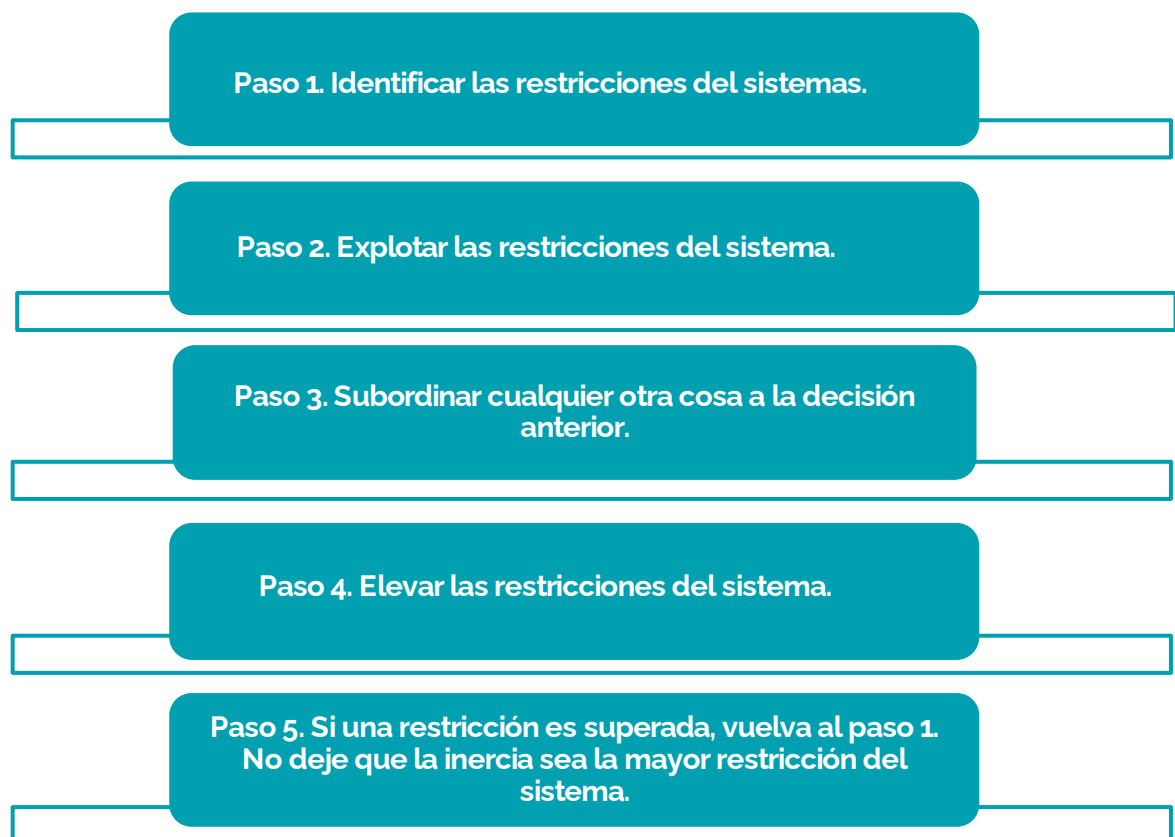 Paso 1. Identificar las restricciones del sistemas.
Paso 2. Explotar las restricciones del sistema.
Paso 3. Subordinar cualquier otra cosa a la decisión
anterior.
Paso 4. Elevar las restricciones del sistema.
Paso 5. Si una restricción es superada, vuelva al paso 1.
No deje que la inercia sea la mayor restricción del
sistema.